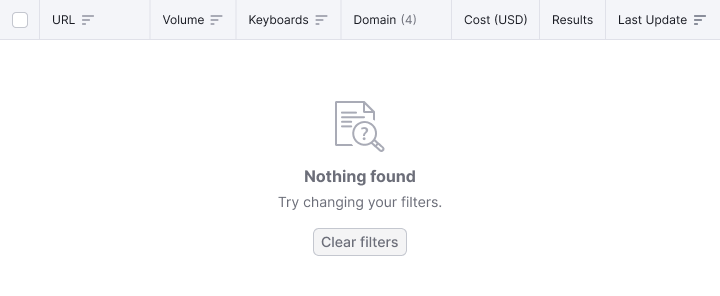 URL Volume Keyboards Domain (4) Cost (USD) Results Last Update
?
Nothing found
Try changing your filters.
Clear filters